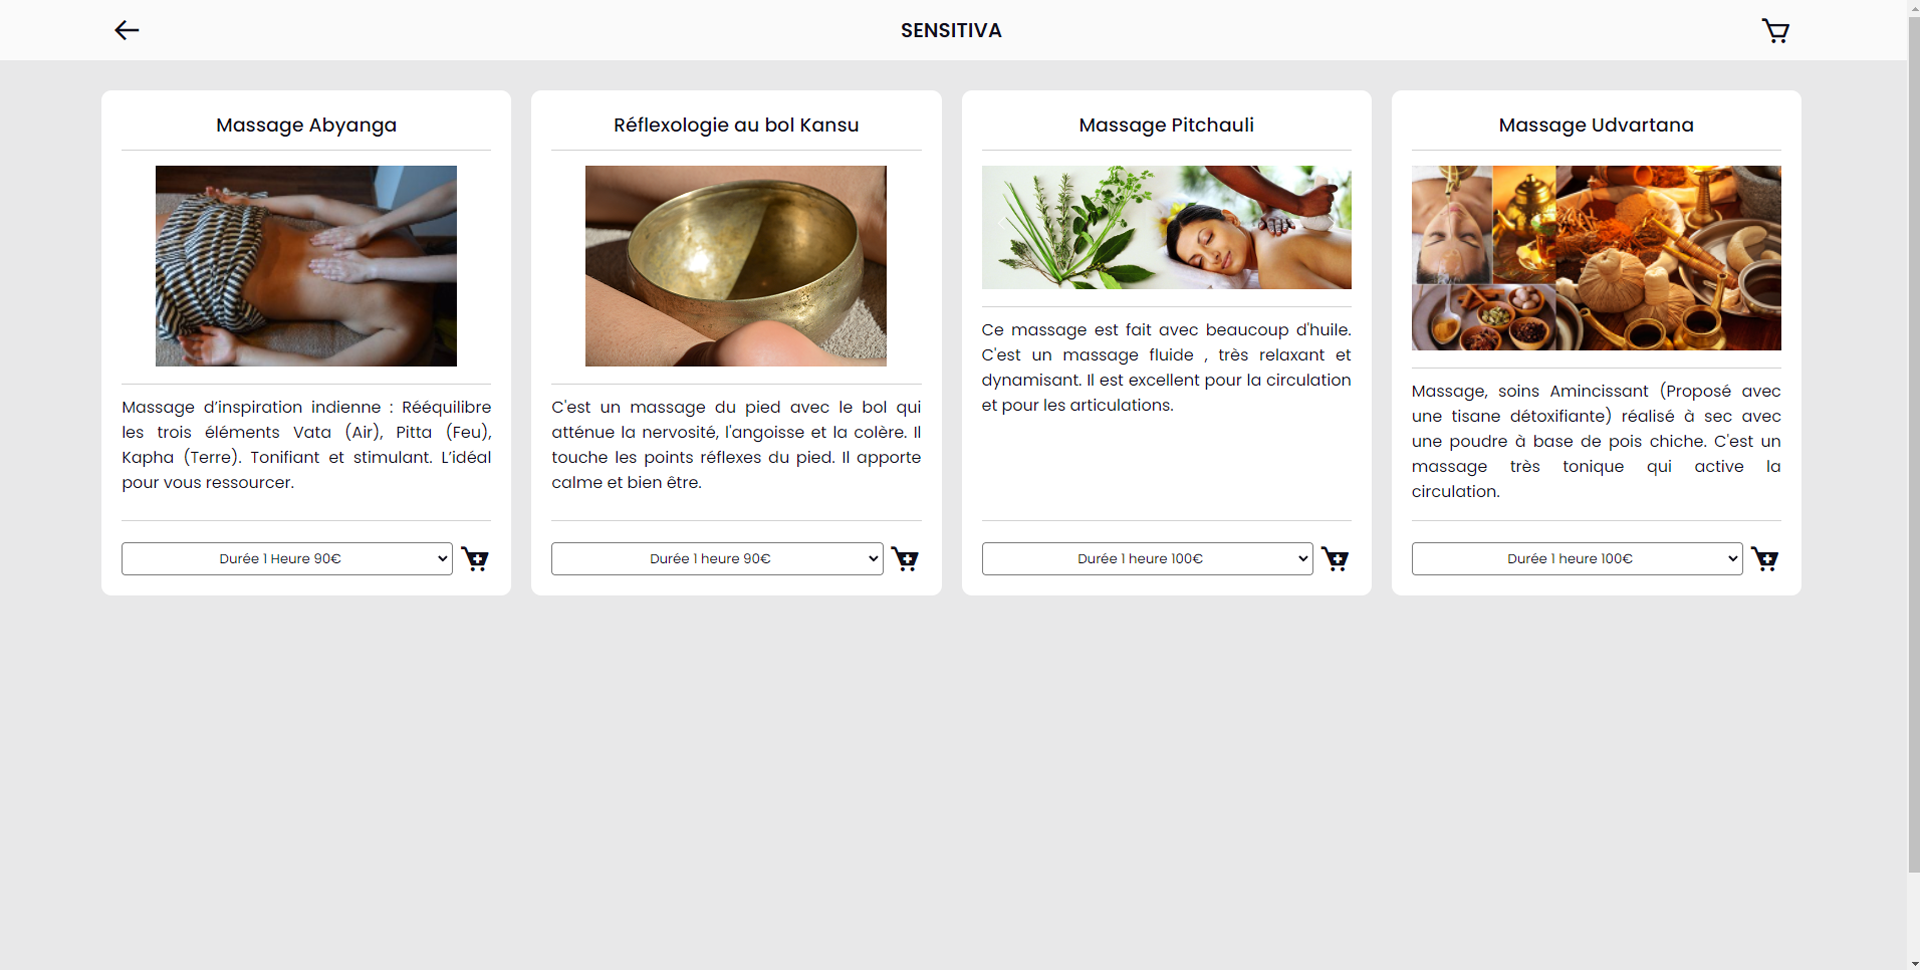 SENSITIVA
Massage Abyanga
Massage d’inspiration indienne : Rééquilibre
les trois éléments Vata (Air), Pitta (Feu),
Kapha (Terre). Tonifiant et stimulant. L’idéal
pour vous ressourcer.
Durée 1 Heure 90€
Réflexologie au bol Kansu
C'est un massage du pied avec le bol qui
atténue la nervosité, l'angoisse et la colère. Il
touche les points réflexes du pied. Il apporte
calme et bien être.
Durée 1 heure 90€
Massage Pitchauli
Ce massage est fait avec beaucoup d'huile.
C'est un massage fluide , très relaxant et
dynamisant. Il est excellent pour la circulation
et pour les articulations.
Durée 1 heure 100€
Massage Udvartana
Massage, soins Amincissant (Proposé avec
une tisane détoxifiante) réalisé à sec avec
une poudre à base de pois chiche. C'est un
massage très tonique qui active la
circulation.
Durée 1 heure 100€